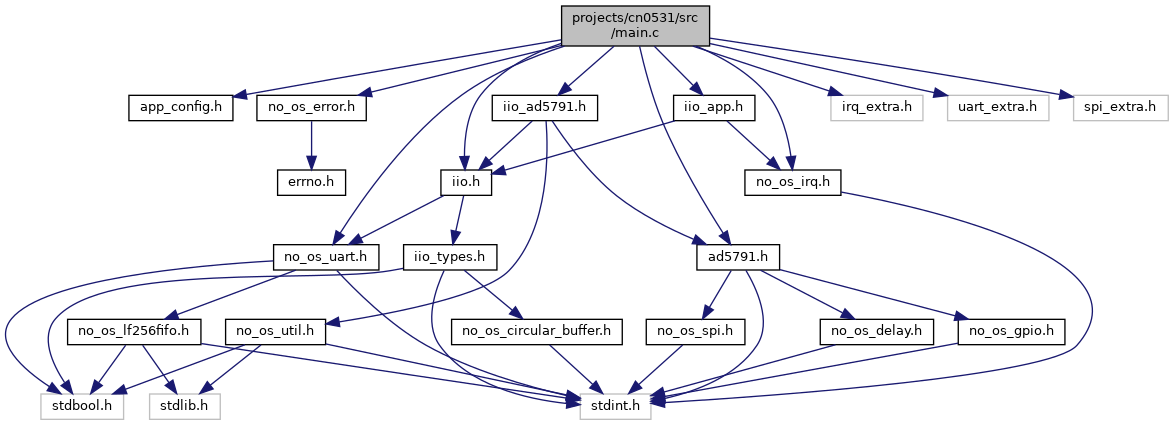 projects/cn0531/src
/main.c
app_config.h
no_os_error.h
iio_ad5791.h
iio_app.h
irq_extra.h
uart_extra.h
spi_extra.h
errno.h
iio.h
no_os_irq.h
no_os_uart.h
iio_types.h
ad5791.h
no_os_lf256fifo.h
no_os_util.h
no_os_circular_buffer.h
no_os_spi.h
no_os_delay.h
no_os_gpio.h
stdbool.h
stdlib.h
stdint.h